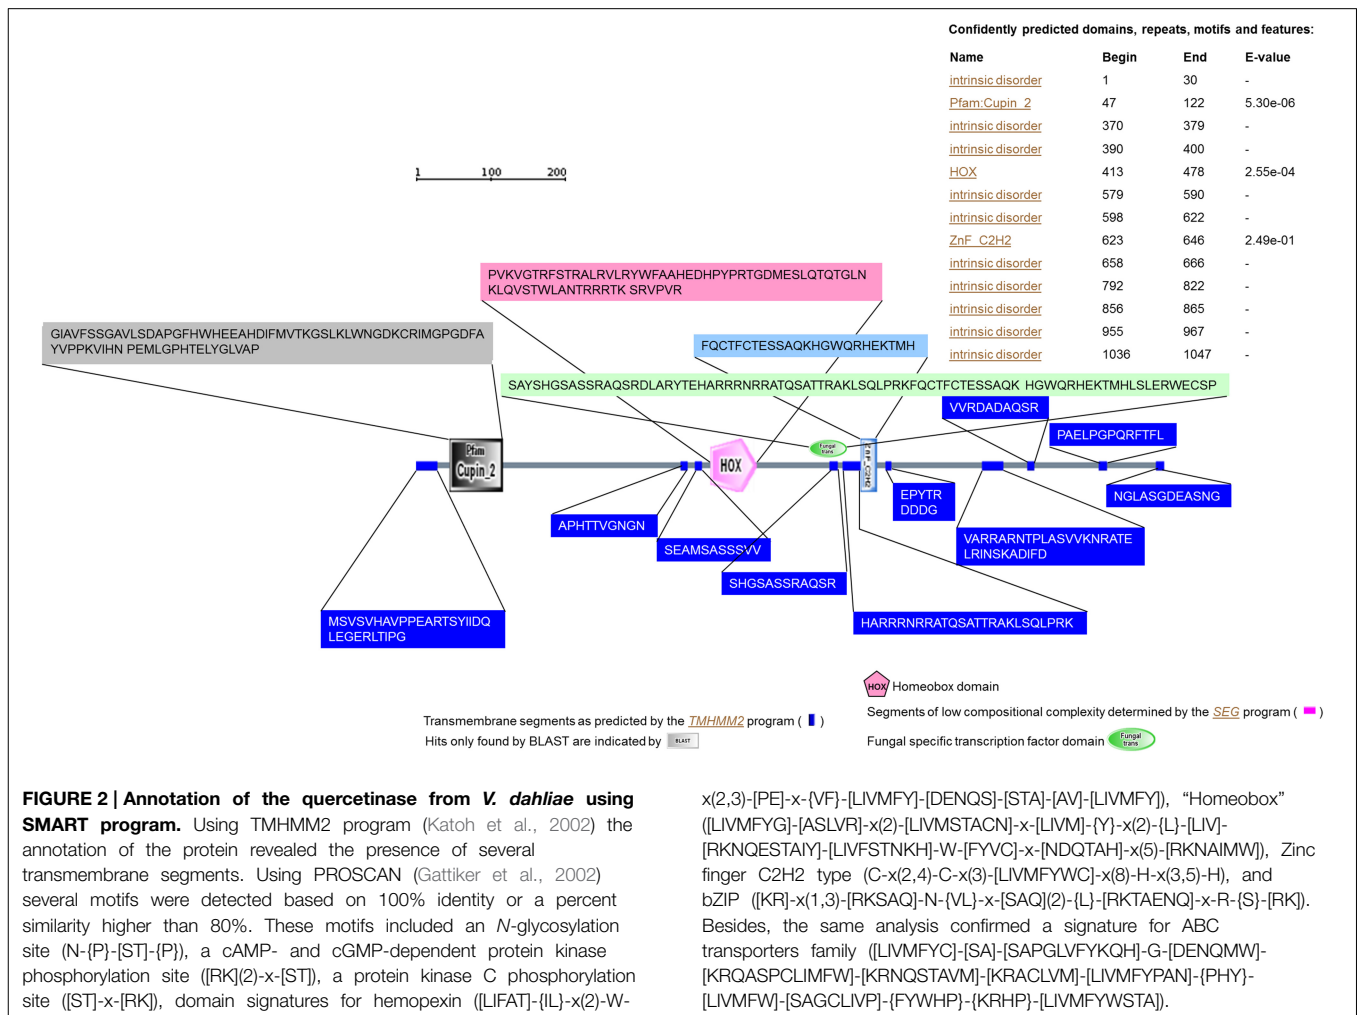 Confidently predicted domains, repeats, motifs and features:
Name Begin End E-value
intrinsic disorder 1 30 -
Pfam:Cupin_2 47 122 5.30e-06
intrinsic disorder 370 379 -
intrinsic disorder 390 400 -
HOX 413 478 2.55e-04
intrinsic disorder 579 590 -
intrinsic disorder 598 622 -
ZnF_C2H2 623 646 2.49e-01
intrinsic disorder 658 666 -
intrinsic disorder 792 822 -
intrinsic disorder 856 865 -
intrinsic disorder 955 967 -
intrinsic disorder 1036 1047 -
1 100 200
PVKVGTRFSTRALRVLRYWFAAHEDHPYPRTGDMESLQTQTGLN
KLQVSTWLANTRRRTK SRVPVR
GIAVFSSGAVLSDAPGFHWHEEAHDIFMVTKGSLKLWNGDKCRIMGPGDFA
YVPPKVIHN PEMLGPHTELYGLVAP
FQCTFCTESSAQKHGWQRHEKTMH
SAYSHGSASSRAQSRDLARYTEHARRRNRRATQSATTRAKLSQLPRKFQCTFCTESSAQK HGWQRHEKTMHLSLERWECSP
VVRDADAQSR
PAELPGPQRFTFL
Pfam
Cupin_2
HOX
Fungal
trans
ZnF_C2H2
NGLASGDEASNG
EPYTR
DDDG
APHTTVGNGN
SEAMSASSSVV
VARRARNTPLASVVKNRATE
LRINSKADIFD
SHGSASSRAQSR
MSVSVHAVPPEARTSYIIDQ
LEGERLTIPG
HARRRNRRATQSATTRAKLSQLPRK
HOX Homeobox domain
Transmembrane segments as predicted by the TMHMM2 program ( )
Segments of low compositional complexity determined by the SEG program ( )
Hits only found by BLAST are indicated by BLAST
Fungal specific transcription factor domain Fungal
trans
FIGURE 2 | Annotation of the quercetinase from V. dahliae using
SMART program. Using TMHMM2 program (Katoh et al., 2002) the
annotation of the protein revealed the presence of several
transmembrane segments. Using PROSCAN (Gattiker et al., 2002)
several motifs were detected based on 100% identity or a percent
similarity higher than 80%. These motifs included an N-glycosylation
site (N-{P}-[ST]-{P}), a cAMP- and cGMP-dependent protein kinase
phosphorylation site ([RK](2)-x-[ST]), a protein kinase C phosphorylation
site ([ST]-x-[RK]), domain signatures for hemopexin ([LIFAT]-{IL}-x(2)-W-
x(2,3)-[PE]-x-{VF}-[LIVMFY]-[DENQS]-[STA]-[AV]-[LIVMFY]), “Homeobox”
([LIVMFYG]-[ASLVR]-x(2)-[LIVMSTACN]-x-[LIVM]-{Y}-x(2)-{L}-[LIV]-
[RKNQESTAIY]-[LIVFSTNKH]-W-[FYVC]-x-[NDQTAH]-x(5)-[RKNAIMW]), Zinc
finger C2H2 type (C-x(2,4)-C-x(3)-[LIVMFYWC]-x(8)-H-x(3,5)-H), and
bZIP ([KR]-x(1,3)-[RKSAQ]-N-{VL}-x-[SAQ](2)-{L}-[RKTAENQ]-x-R-{S}-[RK]).
Besides, the same analysis confirmed a signature for ABC
transporters family ([LIVMFYC]-[SA]-[SAPGLVFYKQH]-G-[DENQMW]-
[KRQASPCLIMFW]-[KRNQSTAVM]-[KRACLVM]-[LIVMFYPAN]-{PHY}-
[LIVMFW]-[SAGCLIVP]-{FYWHP}-{KRHP}-[LIVMFYWSTA]).